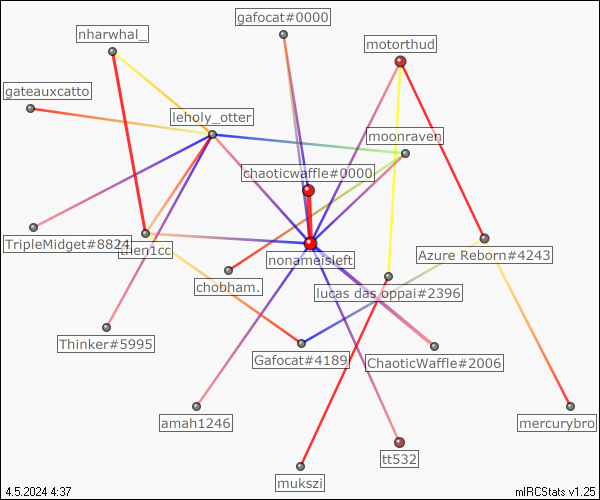 gafocat#0000
nharwhal_
motorthud
gateauxcatto
leholy_otter
moonraven
chaoticwaffle#0000
TripleMidget#8824
then1cc
nonameisleft
Azure Reborn#4243
chobham.
lucas das oppai#2396
Thinker#5995
Gafocat#4189
ChaoticWaffle#2006
amah1246
mercurybro
tt532
mukszi
4.5.2024 4:37
mIRCStats v1.25